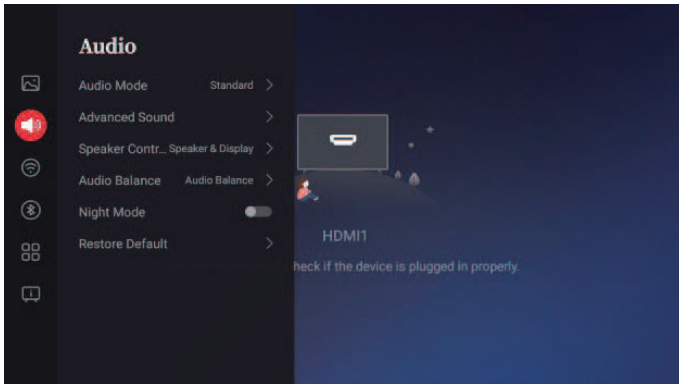 Audio
Audio Mode Standard
Advanced Sound
Speaker Contr... Speaker & Display
Audio Balance Audio Balance
Night Mode
Restore Default
HDMI1
heck if the device is plugged in properly.